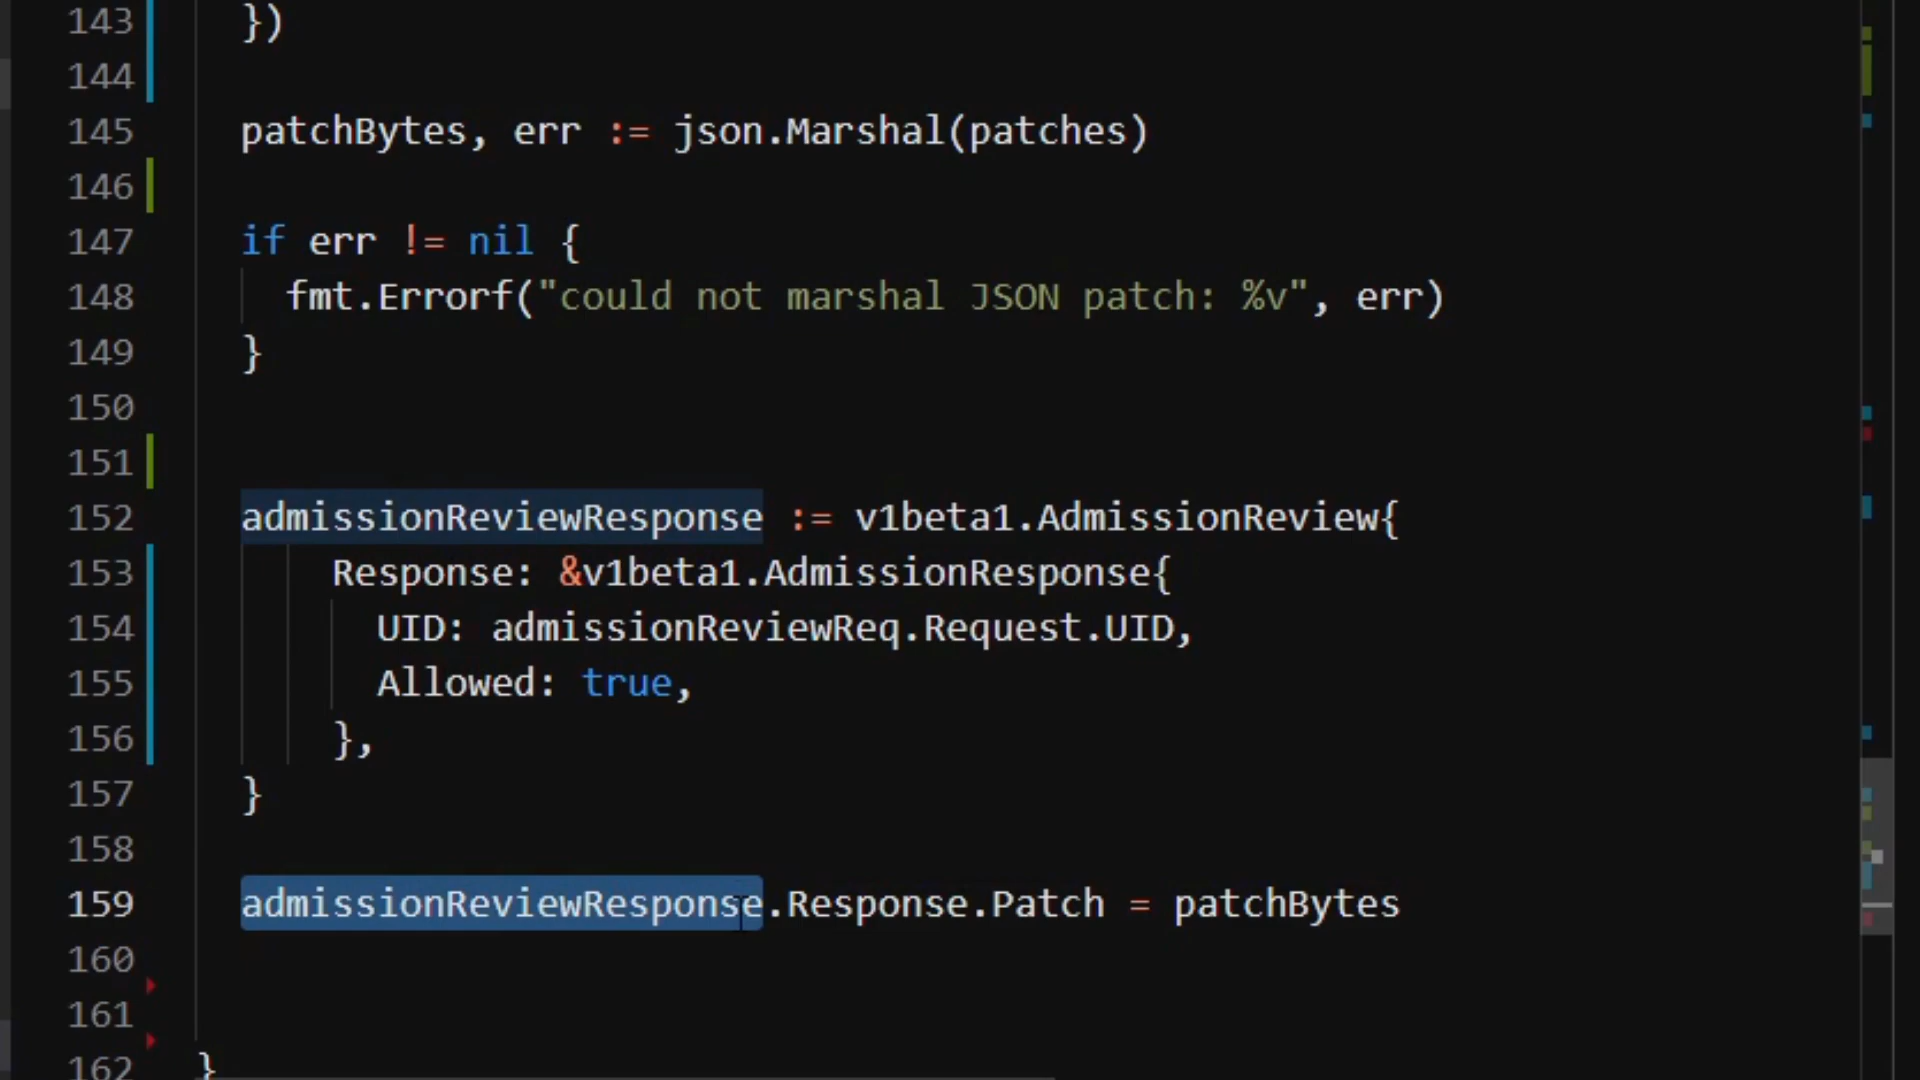 143 })
144
145 patchBytes, err := json.Marshal(patches)
146
147 if err != nil {
148 fmt.Errorf("could not marshal JSON patch: %v", err)
149 }
150
151
152 admissionReviewResponse := v1beta1.AdmissionReview{
153 Response: &v1beta1.AdmissionResponse{
154 UID: admissionReviewReq.Request.UID,
155 Allowed: true,
156 },
157 }
158
159 admissionReviewResponse.Response.Patch = patchBytes
160
161
162 }